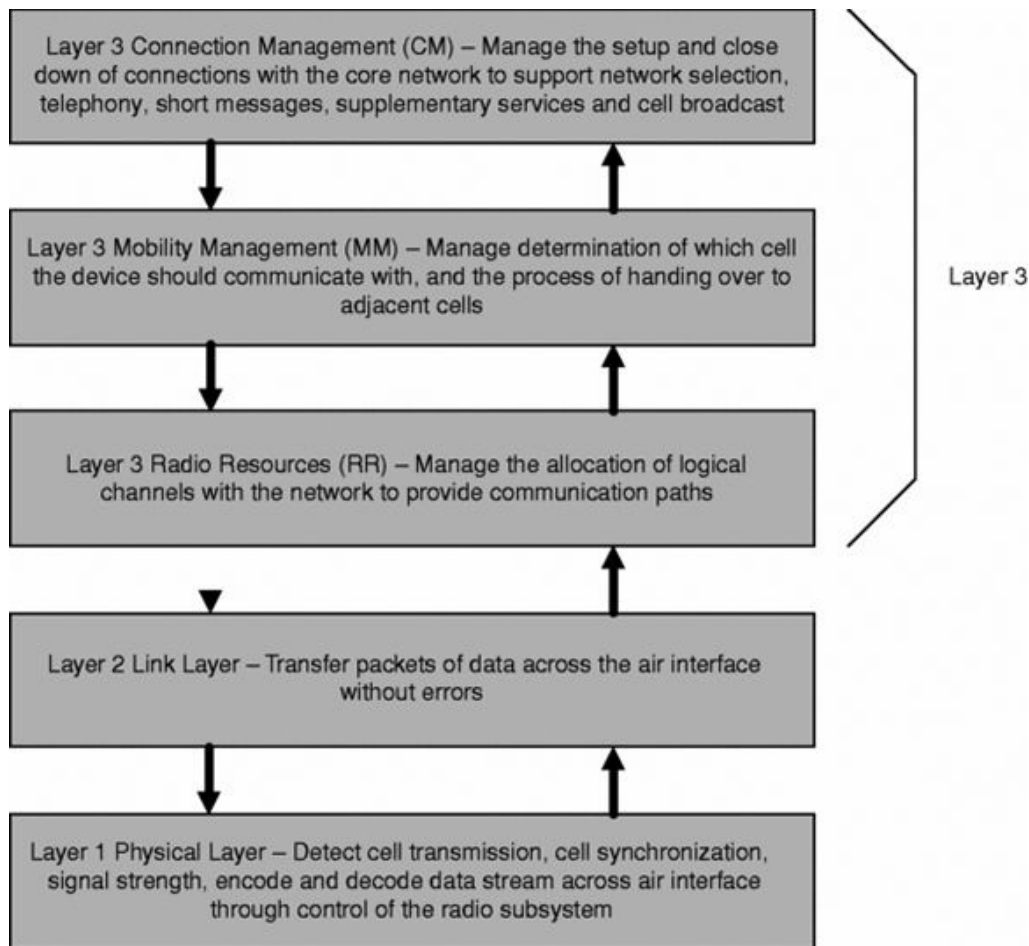 Layer 3 Connection Management (CM) – Manage the setup and close
down of connections with the core network to support network selection,
telephony, short messages, supplementary services and cell broadcast
Layer 3 Mobility Management (MM) – Manage determination of which cell
the device should communicate with, and the process of handing over to
adjacent cells
Layer 3
Layer 3 Radio Resources (RR) – Manage the allocation of logical
channels with the network to provide communication paths
Layer 2 Link Layer – Transfer packets of data across the air interface
without errors
Layer 1 Physical Layer – Detect cell transmission, cell synchronization,
signal strength, encode and decode data stream across air interface
through control of the radio subsystem